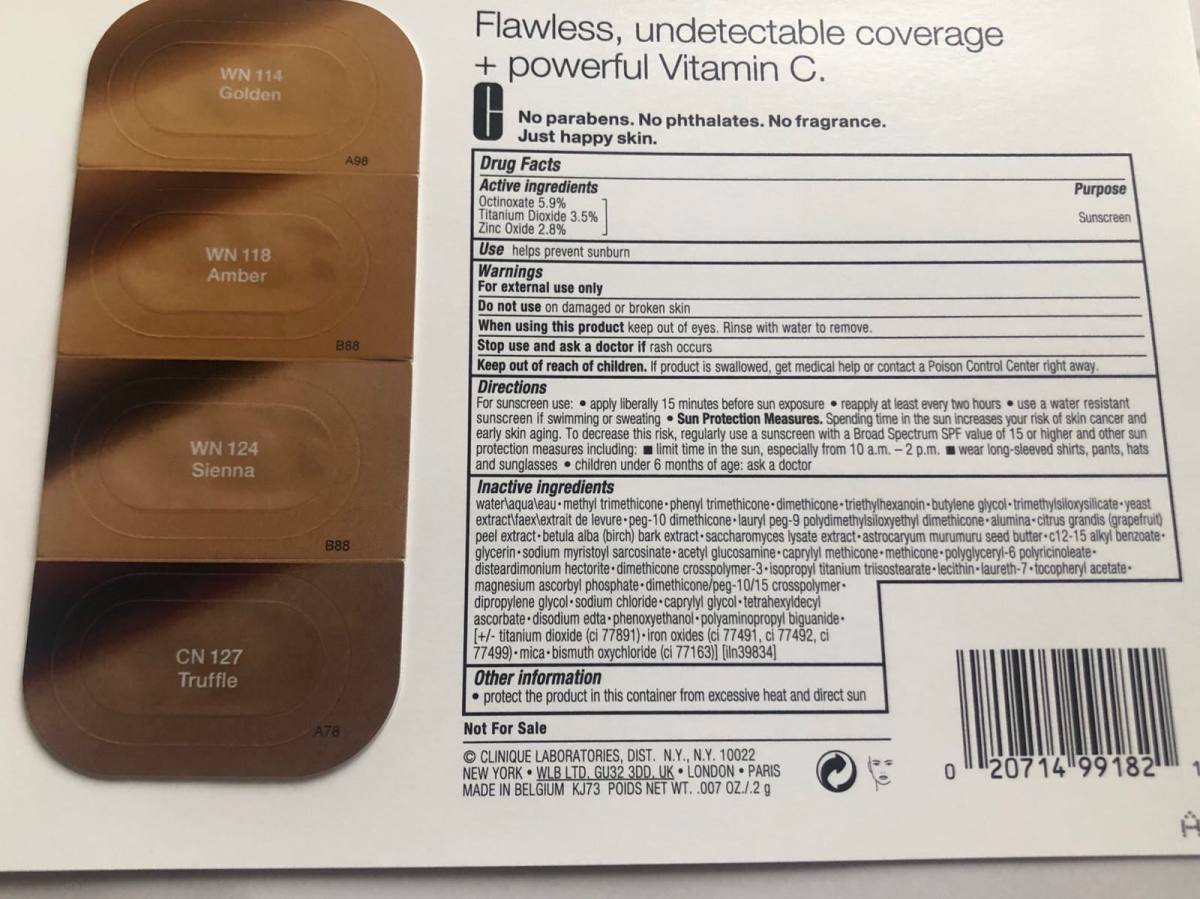 WN 114
Golden
A98
WN 118
Amber
B88
WN 124
Sienna
B88
CN 127
Truffle
A78
Flawless, undetectable coverage
+ powerful Vitamin C.
No parabens. No phthalates. No fragrance.
Just happy skin.
Drug Facts
Active ingredients Purpose
Octinoxate 5.9%
Titanium Dioxide 3.5% Sunscreen
Zinc Oxide 2.8%
Use helps prevent sunburn
Warnings
For external use only
Do not use on damaged or broken skin
When using this product keep out of eyes. Rinse with water to remove.
Stop use and ask a doctor if rash occurs
Keep out of reach of children. If product is swallowed, get medical help or contact a Poison Control Center right away.
Directions
For sunscreen use: • apply liberally 15 minutes before sun exposure • reapply at least every two hours • use a water resistant
sunscreen if swimming or sweating • Sun Protection Measures. Spending time in the sun increases your risk of skin cancer and
early skin aging. To decrease this risk, regularly use a sunscreen with a Broad Spectrum SPF value of 15 or higher and other sun
protection measures including: ■ limit time in the sun, especially from 10 a.m. – 2 p.m. ■ wear long-sleeved shirts, pants, hats
and sunglasses • children under 6 months of age: ask a doctor
Inactive ingredients
water\aqua\eau • methyl trimethicone • phenyl trimethicone • dimethicone • triethylhexanoin • butylene glycol • trimethylsiloxysilicate • yeast
extract\faex\extrait de levure • peg-10 dimethicone • lauryl peg-9 polydimethylsiloxyethyl dimethicone • alumina • citrus grandis (grapefruit)
peel extract • betula alba (birch) bark extract • saccharomyces lysate extract • astrocaryum murumuru seed butter • c12-15 alkyl benzoate •
glycerin • sodium myristoyl sarcosinate • acetyl glucosamine • caprylyl methicone • methicone • polyglyceryl-6 polyricinoleate •
disteardimonium hectorite • dimethicone crosspolymer-3 • isopropyl titanium triisostearate • lecithin • laureth-7 • tocopheryl acetate •
magnesium ascorbyl phosphate • dimethicone/peg-10/15 crosspolymer •
dipropylene glycol • sodium chloride • caprylyl glycol • tetrahexyldecyl
ascorbate • disodium edta • phenoxyethanol • polyaminopropyl biguanide •
[+/- titanium dioxide (ci 77891) • iron oxides (ci 77491, ci 77492, ci
77499) • mica • bismuth oxychloride (ci 77163)] [iln39834]
Other information
• protect the product in this container from excessive heat and direct sun
Not For Sale
© CLINIQUE LABORATORIES, DIST. N.Y., N.Y. 10022
NEW YORK • WLB LTD, GU32 3DD, UK • LONDON • PARIS
MADE IN BELGIUM KJ73 POIDS NET WT. .007 OZ./.2 g
0 20714 99182 1